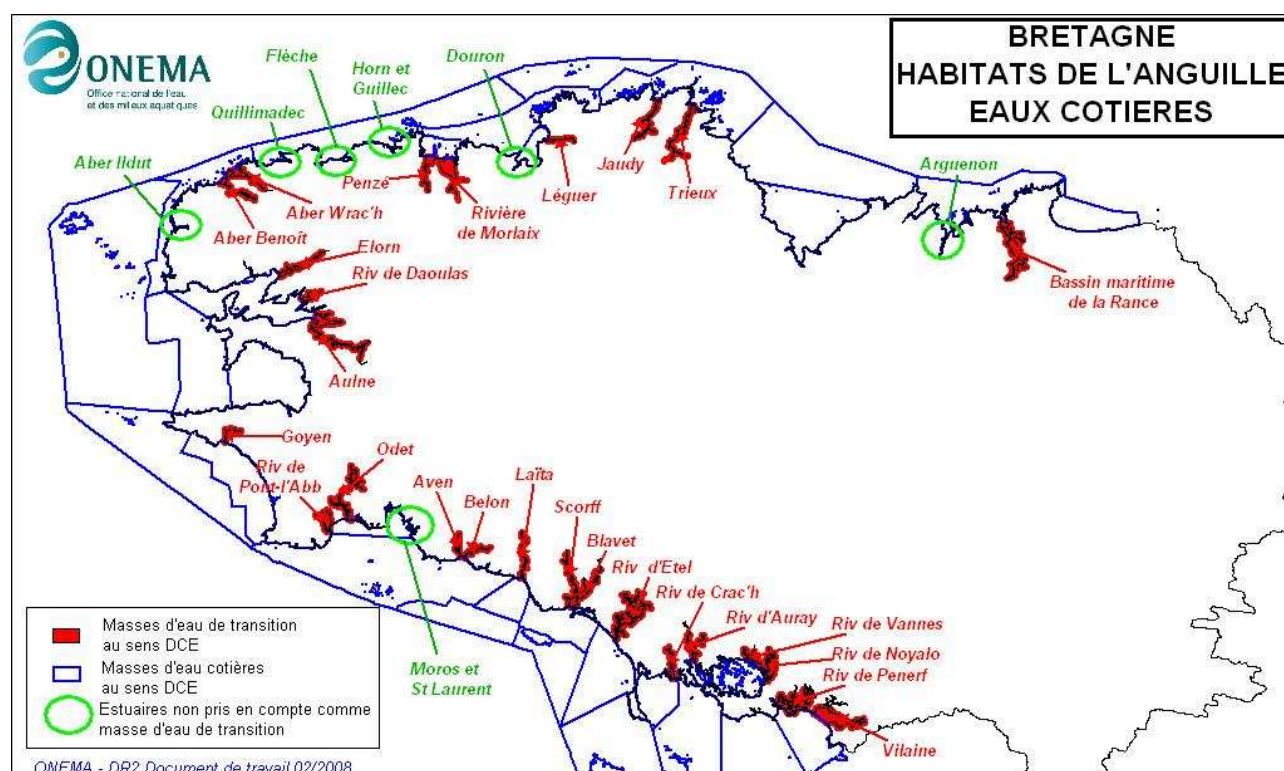 ONEMA
Office national de l'eau
et des milieux aquatiques
BRETAGNE
HABITATS DE L'ANGUILLE
EAUX COTIERES
Flèche
Horn et
Guillec
Douron
Quillimadec
Aber Ildut
Arguenon
Penzé
Rivière
de Morlaix
Léguer
Jaudy
Trieux
Aber Wrac'h
Aber Benoît
Elorn
Riv de Daoulas
Aulne
Bassin maritime
de la Rance
Goyen
Riv de
Pont-l'Abb
Odet
Aven
Belon
Laïta
Scorff
Blavet
Riv d'Etel
Riv de Crac'h
Riv d'Auray
Riv de Vannes
Riv de Noyalo
Riv de Penerf
Vilaine
Moros et
St Laurent
Masses d'eau de transition
au sens DCE
Masses d'eau cotières
au sens DCE
Estuaires non pris en compte comme
masse d'eau de transition
ONEMA - DR2 Document de travail 02/2008